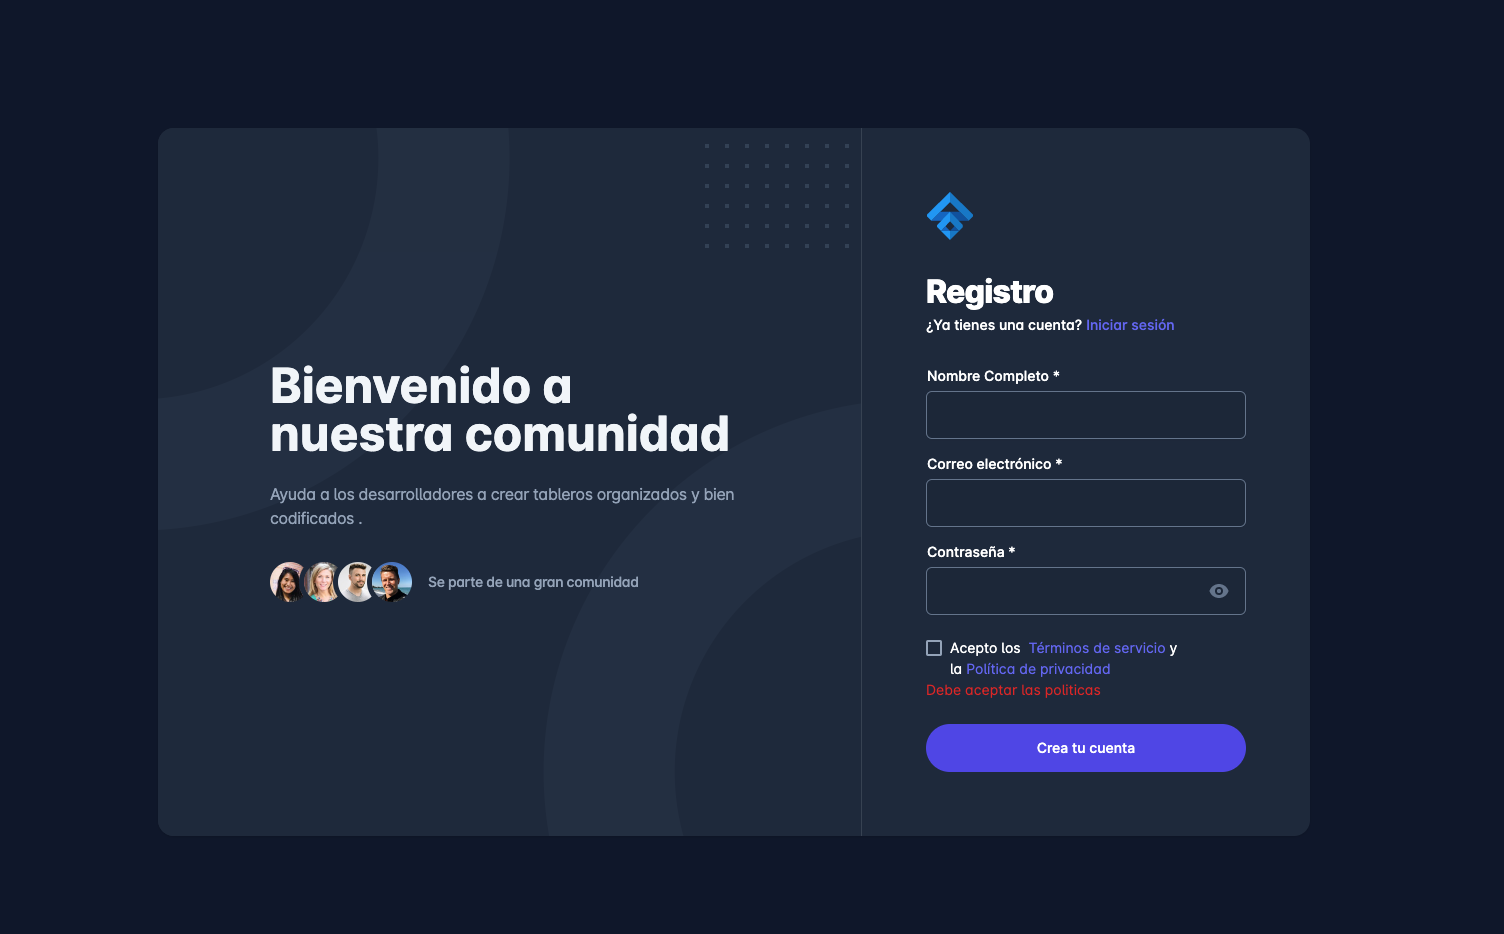 Bienvenido a
nuestra comunidad
Ayuda a los desarrolladores a crear tableros organizados y bien
codificados .
Se parte de una gran comunidad
Registro
¿Ya tienes una cuenta? Iniciar sesión
Nombre Completo *
Correo electrónico *
Contraseña *
Acepto los Términos de servicio y
la Política de privacidad
Debe aceptar las politicas
Crea tu cuenta